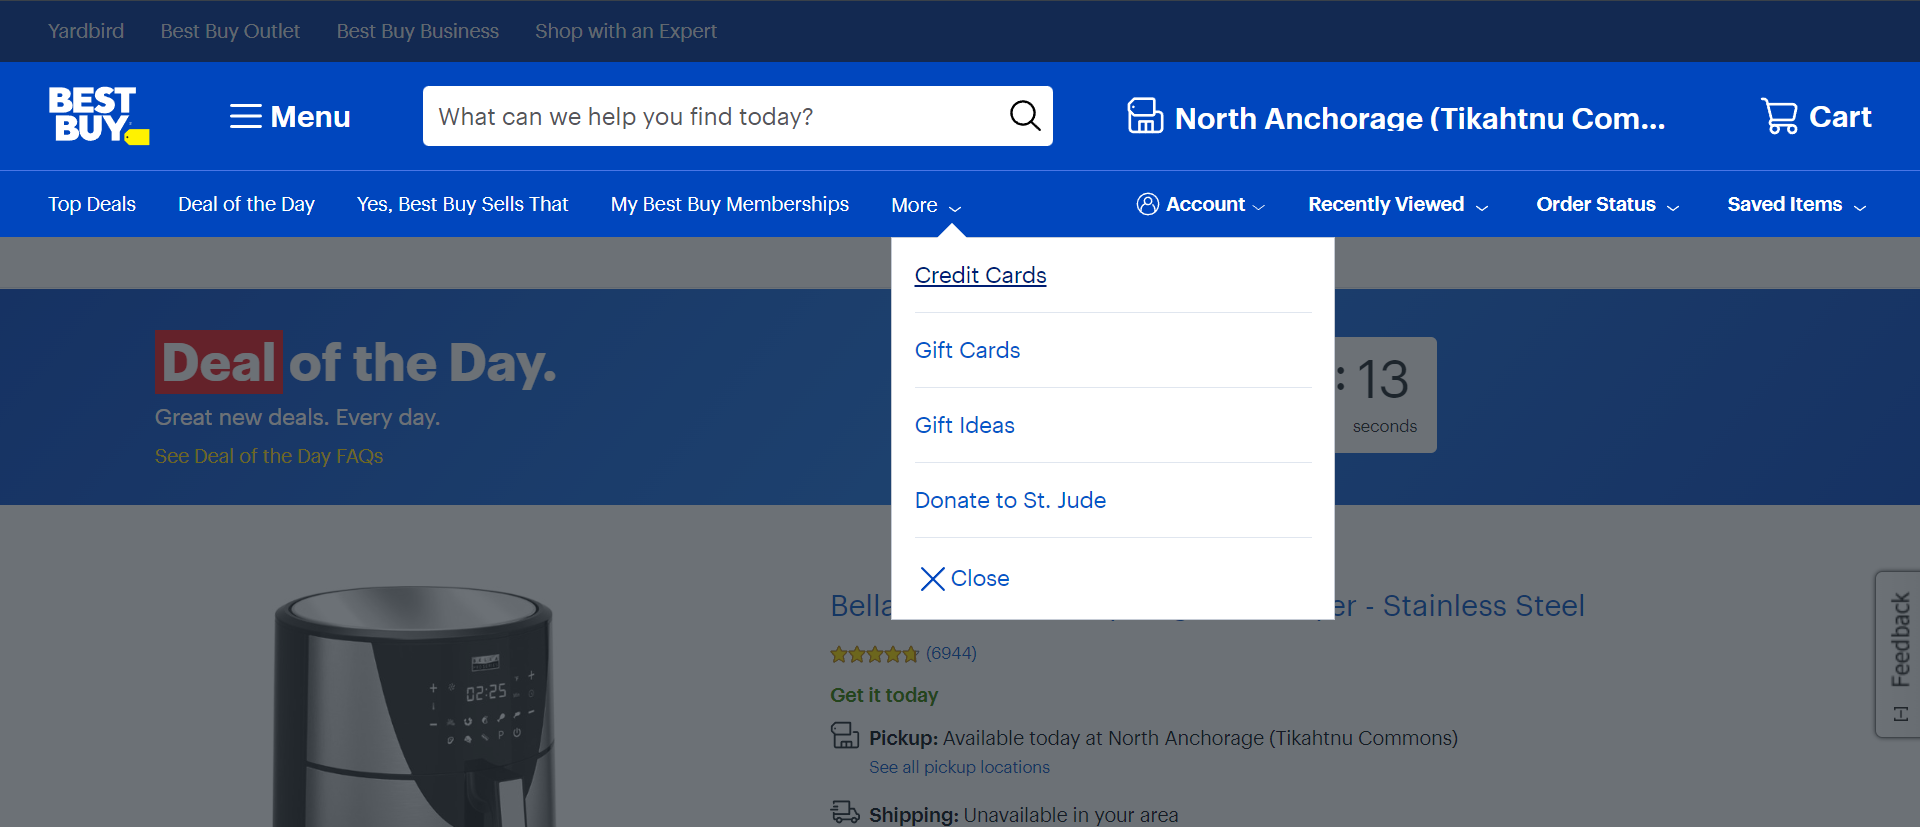 Yardbird Best Buy Outlet Best Buy Business Shop with an Expert
BEST
BUY
Menu
What can we help you find today?
North Anchorage (Tikahtnu Com...
Cart
Top Deals Deal of the Day Yes, Best Buy Sells That My Best Buy Memberships More Account Recently Viewed Order Status Saved Items
Credit Cards
Gift Cards
Gift Ideas
Donate to St. Jude
Close
Deal of the Day.
Great new deals. Every day.
See Deal of the Day FAQs
: 13
seconds
- Stainless Steel
(6944)
Get it today
Pickup: Available today at North Anchorage (Tikahtnu Commons)
See all pickup locations
Shipping: Unavailable in your area
02:25
[-] Feedback